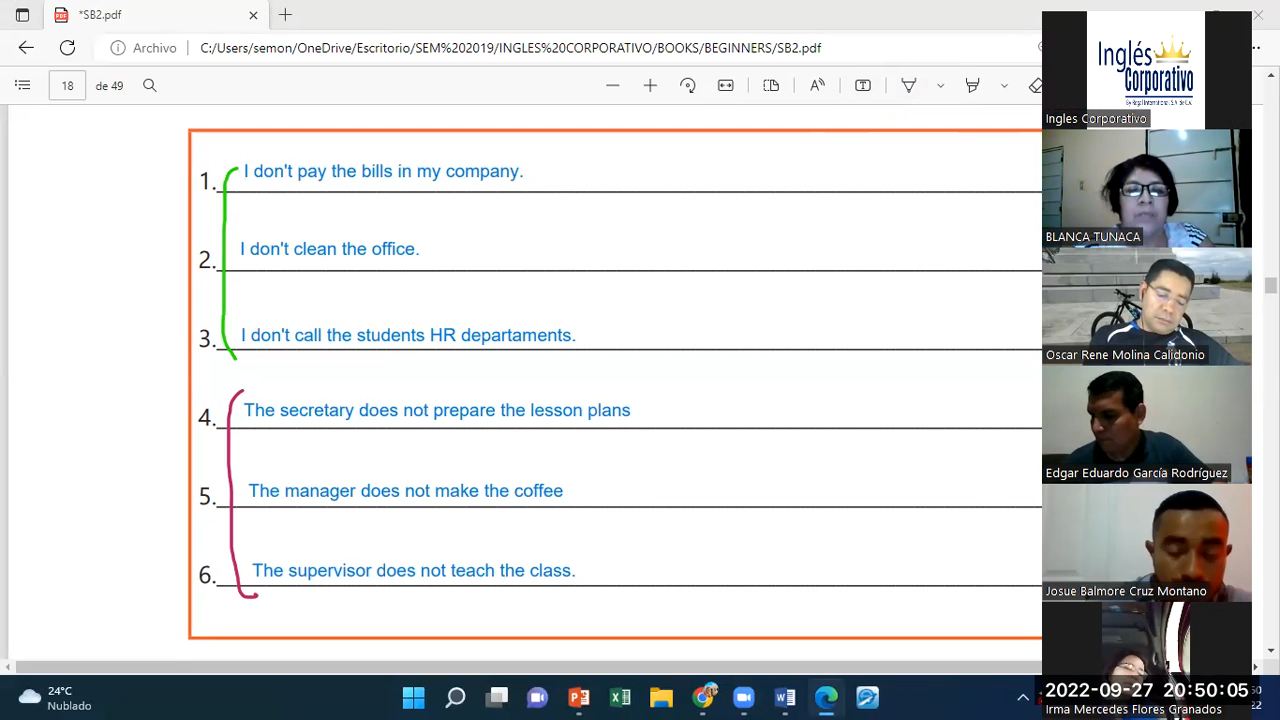 *SB2.pdf
Archivo
C:/Users/semon/OneDrive/Escritorio/SEM%202019/INGLES%20CORPORATIVO/BOOKS/BEGINNERS/SB2.pdf
18
de 49
1. I don't pay the bills in my company.
2. I don't clean the office.
3. I don't call the students HR departaments.
4. The secretary does not prepare the lesson plans
5. The manager does not make the coffee
6. The supervisor does not teach the class.
24°C
Nublado
Inglés
Corporativo
By Regal International, S.A. de C.V.
Ingles Corporativo
BLANCA TUNACA
Oscar Rene Molina Calidonio
Edgar Eduardo García Rodríguez
Josue Balmore Cruz Montano
2022-09-27 20:50:05
Irma Mercedes Flores Granados